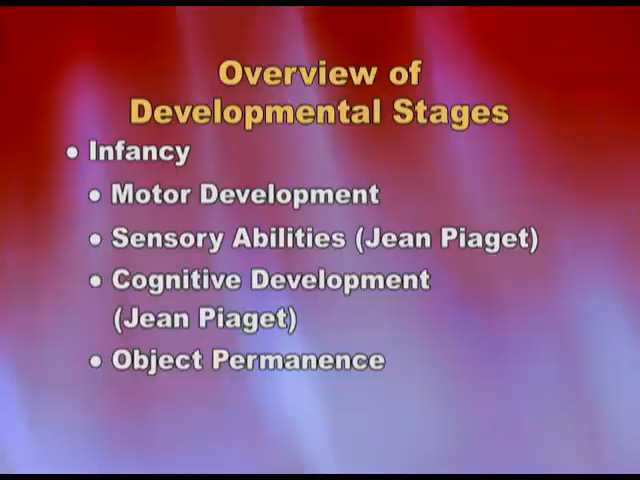 Overview of
Developmental Stages
• Infancy
• Motor Development
• Sensory Abilities (Jean Piaget)
• Cognitive Development
(Jean Piaget)
• Object Permanence